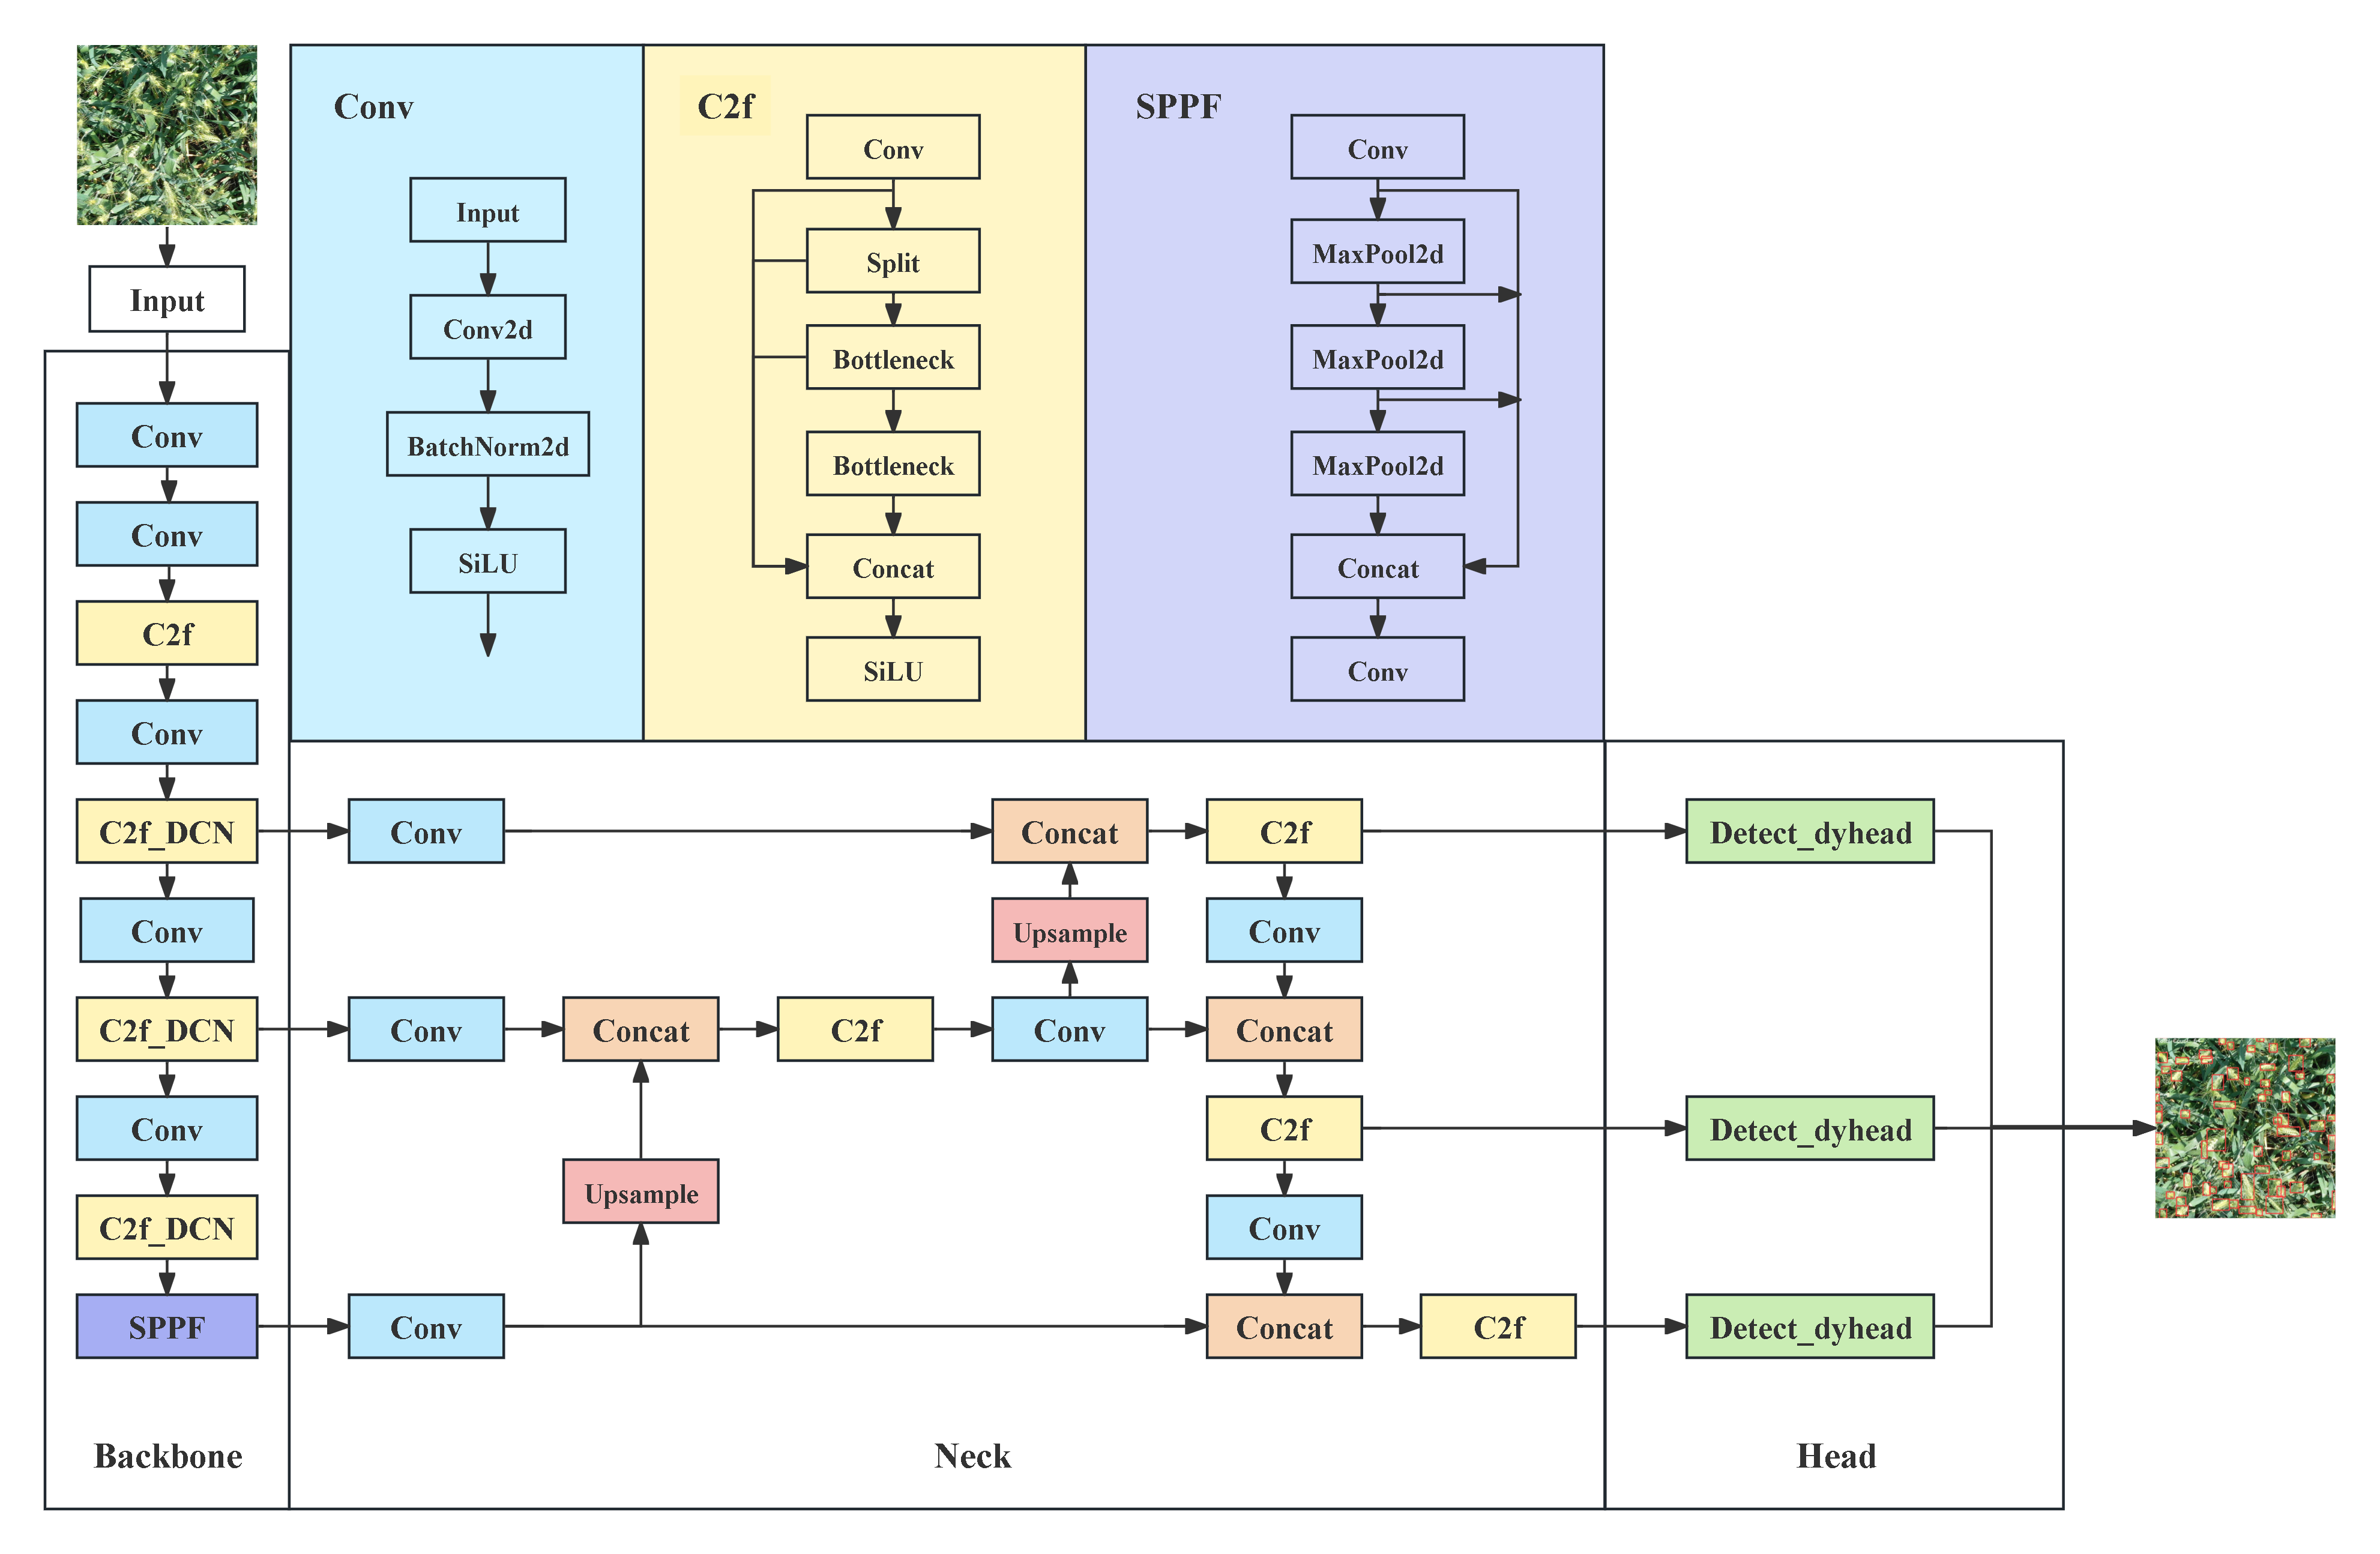 Conv
Input
Conv2d
BatchNorm2d
SiLU
C2f
Conv
Split
Bottleneck
Bottleneck
Concat
SiLU
SPPF
Conv
MaxPool2d
MaxPool2d
MaxPool2d
Concat
Conv
Input
Conv
Conv
C2f
Conv
C2f_DCN
Conv
C2f_DCN
Conv
C2f_DCN
SPPF
Backbone
Conv
Concat
C2f
Upsample
Conv
Conv
Concat
C2f
Conv
Concat
C2f
Upsample
Conv
Conv
Concat
C2f
Neck
Detect_dyhead
Detect_dyhead
Detect_dyhead
Head